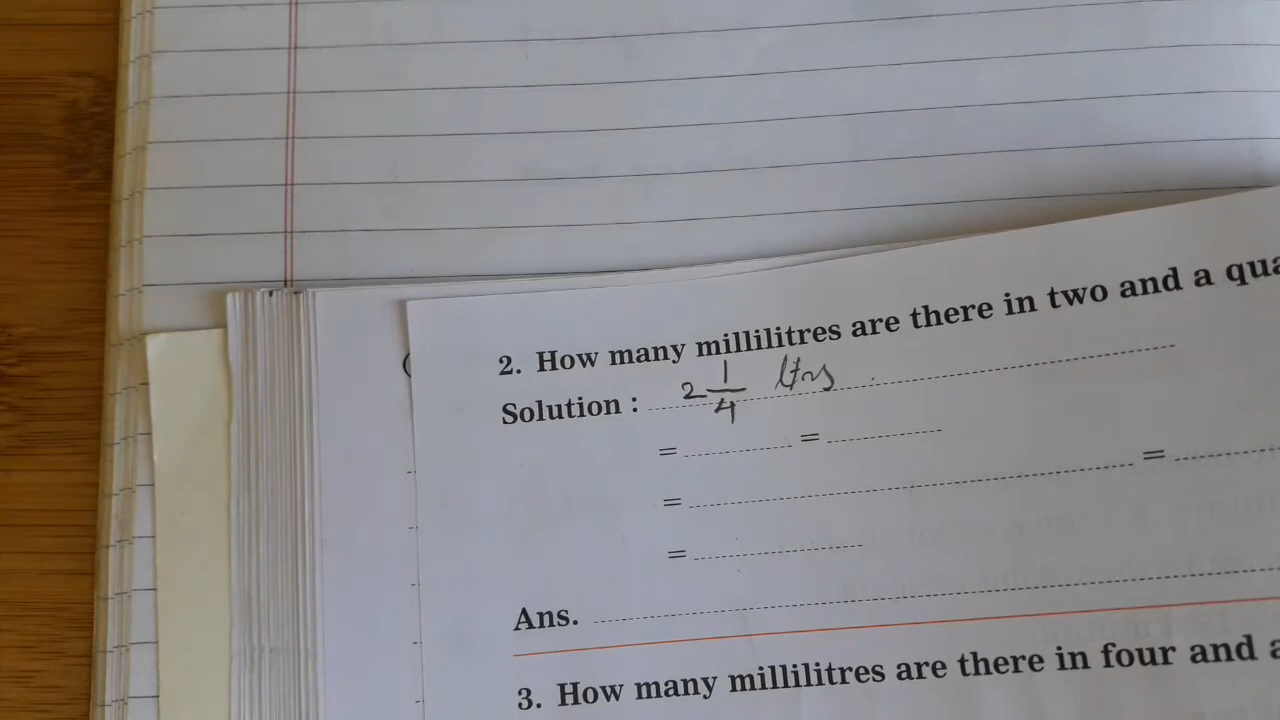 2. How many millilitres are there in two and a qua
Solution : 2 1/4 ltrs
= =
= =
=
Ans.
3. How many millilitres are there in four and a